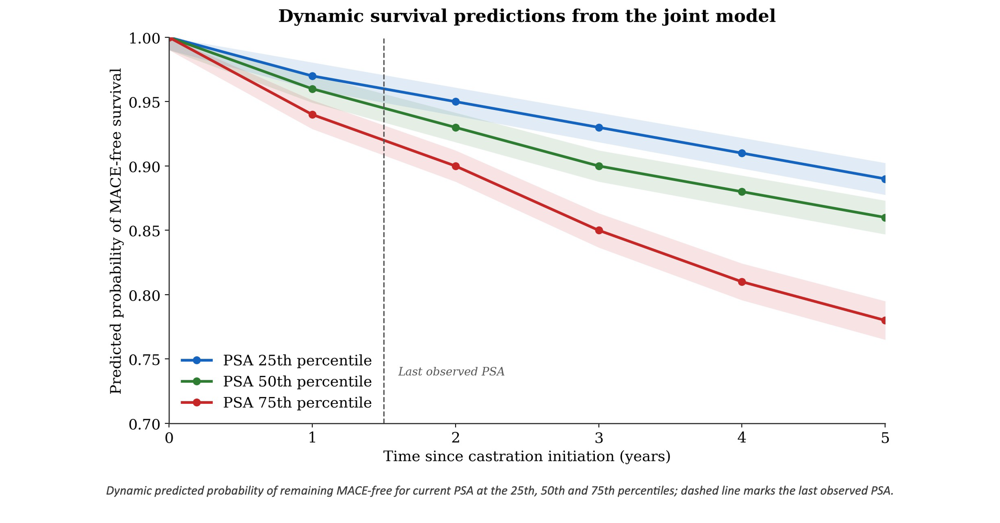 Dynamic survival predictions from the joint model
Predicted probability of MACE-free survival
1.00
0.95
0.90
0.85
0.80
0.75
0.70
PSA 25th percentile
PSA 50th percentile
PSA 75th percentile
Last observed PSA
0 1 2 3 4 5
Time since castration initiation (years)
Dynamic predicted probability of remaining MACE-free for current PSA at the 25th, 50th and 75th percentiles; dashed line marks the last observed PSA.